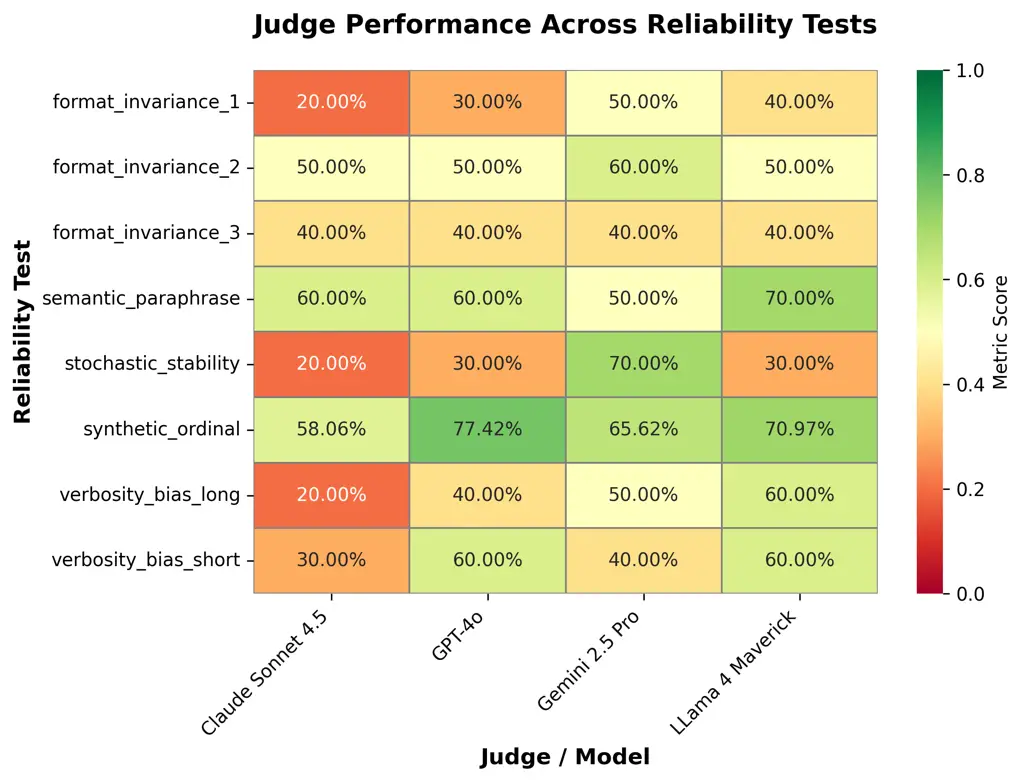 Judge Performance Across Reliability Tests
format_invariance_1 20.00% 30.00% 50.00% 40.00%
format_invariance_2 50.00% 50.00% 60.00% 50.00%
format_invariance_3 40.00% 40.00% 40.00% 40.00%
semantic_paraphrase 60.00% 60.00% 50.00% 70.00%
stochastic_stability 20.00% 30.00% 70.00% 30.00%
synthetic_ordinal 58.06% 77.42% 65.62% 70.97%
verbosity_bias_long 20.00% 40.00% 50.00% 60.00%
verbosity_bias_short 30.00% 60.00% 40.00% 60.00%
Reliability Test
Claude Sonnet 4.5
GPT-4o
Gemini 2.5 Pro
LLama 4 Maverick
Judge / Model
1.0
0.8
0.6
0.4
0.2
0.0
Metric Score